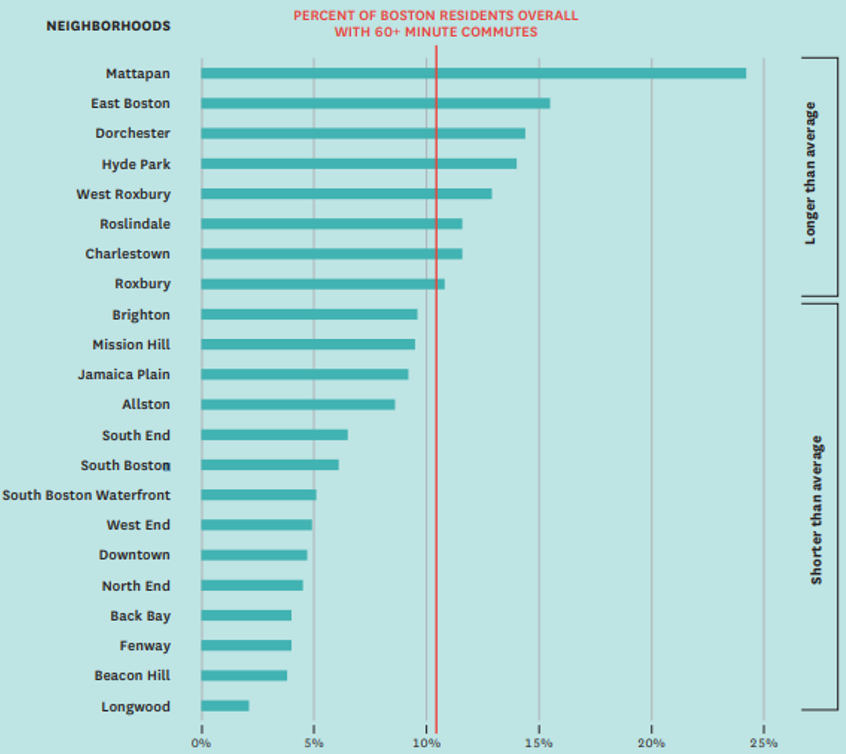 NEIGHBORHOODS
PERCENT OF BOSTON RESIDENTS OVERALL
WITH 60+ MINUTE COMMUTES
Mattapan
East Boston
Dorchester
Hyde Park
West Roxbury
Roslindale
Charlestown
Roxbury
Longer than average
Brighton
Mission Hill
Jamaica Plain
Allston
South End
South Boston
South Boston Waterfront
West End
Downtown
North End
Back Bay
Fenway
Beacon Hill
Longwood
Shorter than average
0% 5% 10% 15% 20% 25%